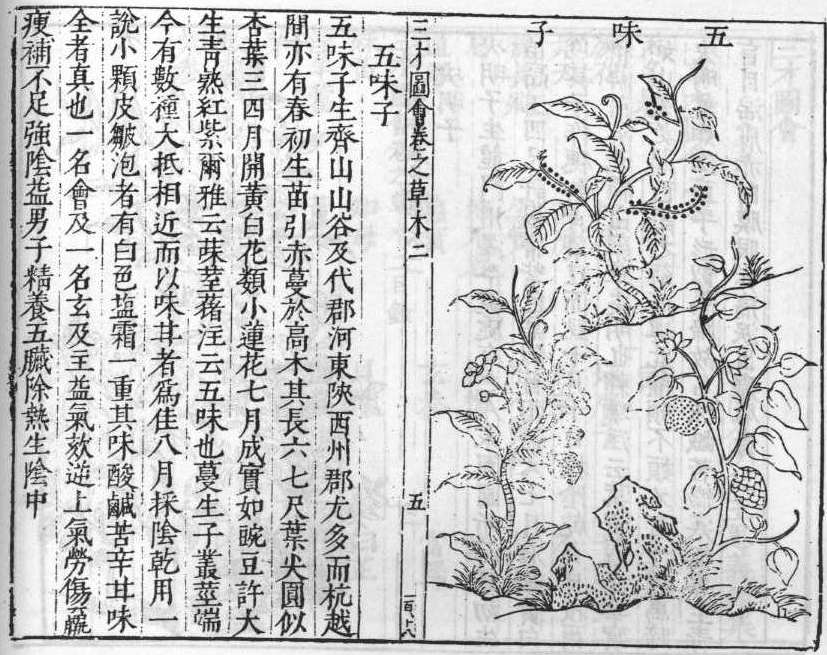 五味子
三才圖會卷之草木二
五
五味子
五味子生齊山山谷及代郡河東陝西州郡尤多而杭越
間亦有春初生苗引赤蔓於高木其長六七尺葉尖圓似
杏葉三四月開黃白花類小蓮花七月成實如豌豆許大
生青熟紅紫爾雅云菋荎藸注云五味也蔓生子叢莖端
今有數種大抵相近而以味甘者爲佳八月採陰乾用一
說小顆皮皺泡者有白色塩霜一重其味酸鹹苦辛甘味
全者真也一名會及一名玄及主益氣欬逆上氣勞傷羸
瘦補不足強陰益男子精養五臟除熱生陰中